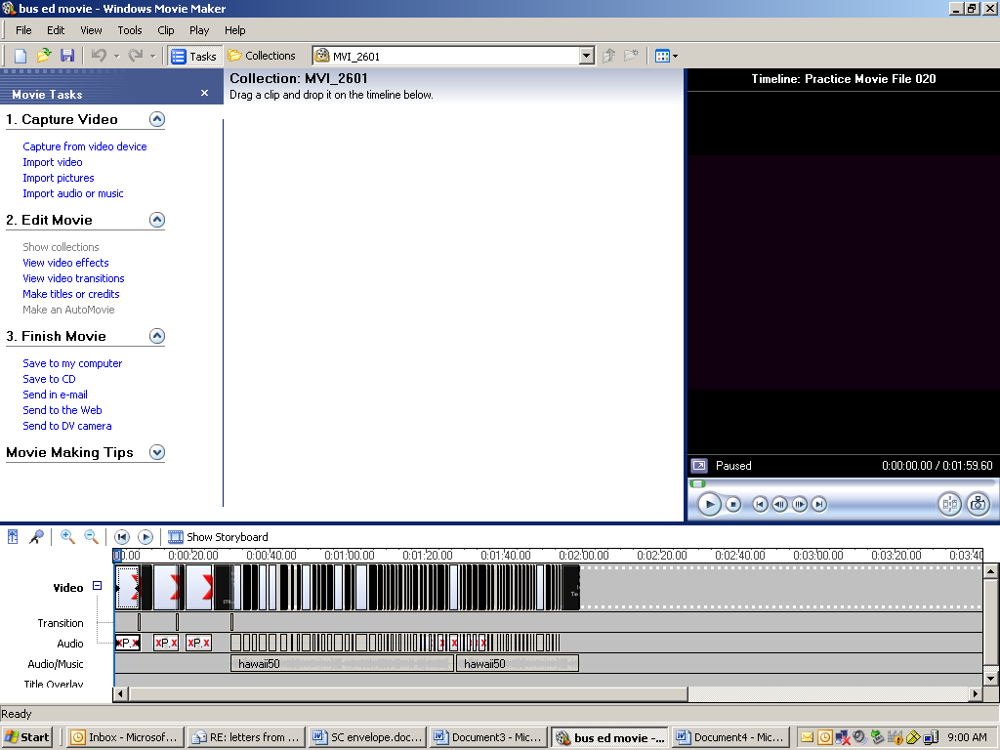 bus ed movie - Windows Movie Maker
File Edit View Tools Clip Play Help
Tasks Collections MVI_2601
Movie Tasks
1. Capture Video
Capture from video device
Import video
Import pictures
Import audio or music
2. Edit Movie
Show collections
View video effects
View video transitions
Make titles or credits
Make an AutoMovie
3. Finish Movie
Save to my computer
Save to CD
Send in e-mail
Send to the Web
Send to DV camera
Movie Making Tips
Collection: MVI_2601
Drag a clip and drop it on the timeline below.
Timeline: Practice Movie File 020
Paused 0:00:00.00 / 0:01:59.60
Show Storyboard
0.00 0:00:20.00 0:00:40.00 0:01:00.00 0:01:20.00 0:01:40.00 0:02:00.00 0:02:20.00 0:02:40.00 0:03:00.00 0:03:20.00 0:03:40
Video
Transition
Audio P. P. P.
Audio/Music hawaii50 hawaii50
Title Overlay
Ready
Start Inbox - Microsof... RE: letters from ... SC envelope.doc... Document3 - Mic... bus ed movie -... Document4 - Mic... 9:00 AM